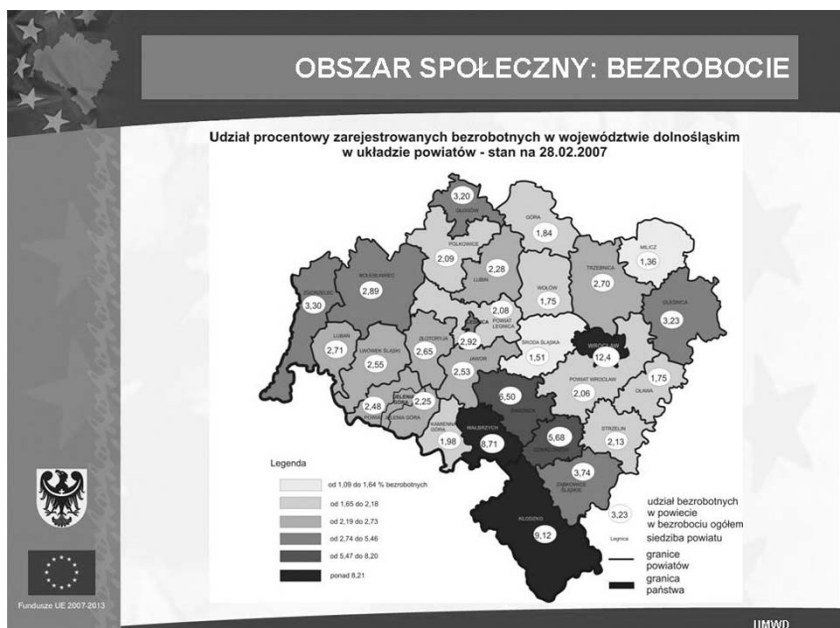 OBSZAR SPOŁECZNY: BEZROBOCIE
Udział procentowy zarejestrowanych bezrobotnych w województwie dolnośląskim
w układzie powiatów - stan na 28.02.2007
3,20
GŁOGÓW
GÓRA
1,84
MILICZ
1,36
POLKOWICE
2,09
LUBIN
2,28
WOŁÓW
1,75
TRZEBNICA
2,70
BOLESŁAWIEC
2,89
ZGORZELEC
3,30
OLEŚNICA
3,23
2,08
POWIAT
LEGNICA
LEGNICA
2,92
ŚRODA ŚLĄSKA
1,51
WROCŁAW
12,4
LUBAŃ
2,71
LWÓWEK ŚLĄSKI
2,55
ZŁOTORYJA
2,65
JAWOR
2,53
POWIAT WROCŁAW
2,06
1,75
OŁAWA
JELENIA
GÓRA
2,25
2,48
POWIAT JELENIA GÓRA
KAMIENNA
GÓRA
1,98
WAŁBRZYCH
8,71
6,50
ŚWIDNICA
5,68
STRZELIN
2,13
3,74
ZĄBKOWICE
ŚLĄSKIE
KŁODZKO
9,12
Legenda
od 1,09 do 1,64 % bezrobotnych
od 1,65 do 2,18
od 2,19 do 2,73
od 2,74 do 5,46
od 5,47 do 8,20
ponad 8,21
3,23
udział bezrobotnych
w powiecie
w bezrobociu ogółem
Legnica
siedziba powiatu
granice
powiatów
granica
państwa
Fundusze UE 2007-2013
UMWD